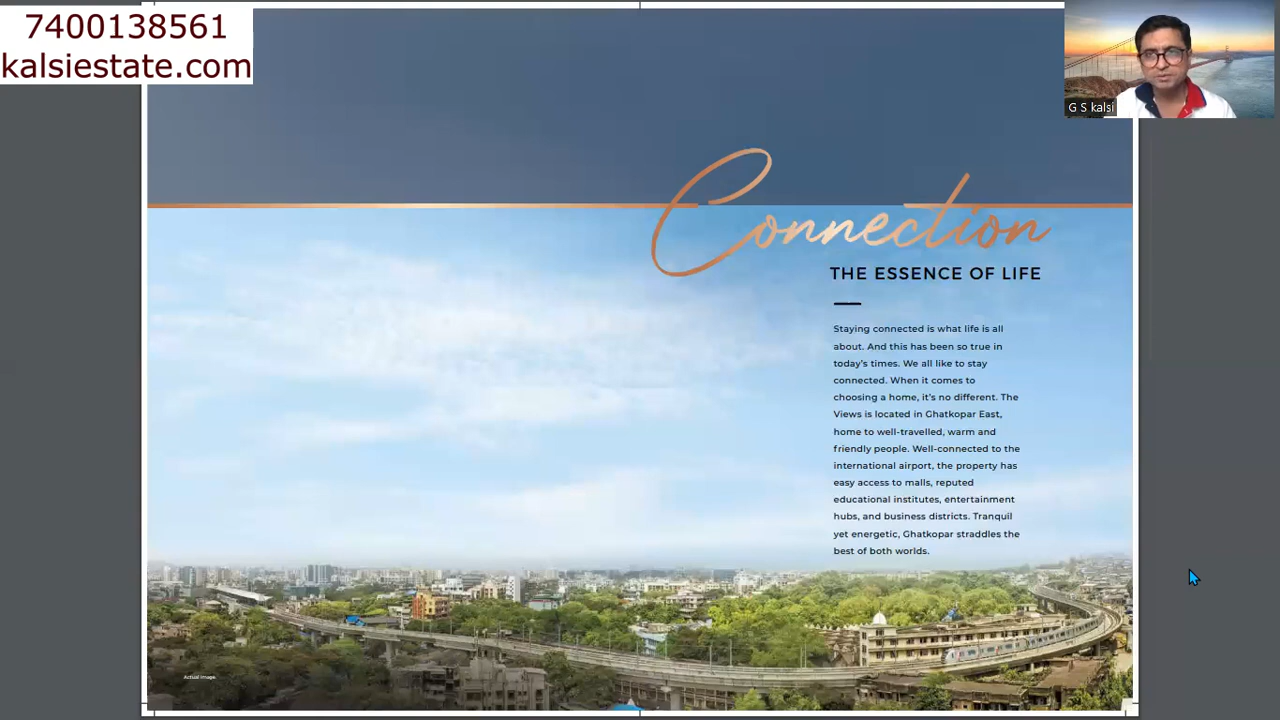 7400138561
kalsiestate.com
G S kalsi
Connection
THE ESSENCE OF LIFE
Staying connected is what life is all
about. And this has been so true in
today's times. We all like to stay
connected. When it comes to
choosing a home, it's no different. The
Views is located in Ghatkopar East,
home to well-travelled, warm and
friendly people. Well-connected to the
international airport, the property has
easy access to malls, reputed
educational institutes, entertainment
hubs, and business districts. Tranquil
yet energetic, Ghatkopar straddles the
best of both worlds.
Actual Image